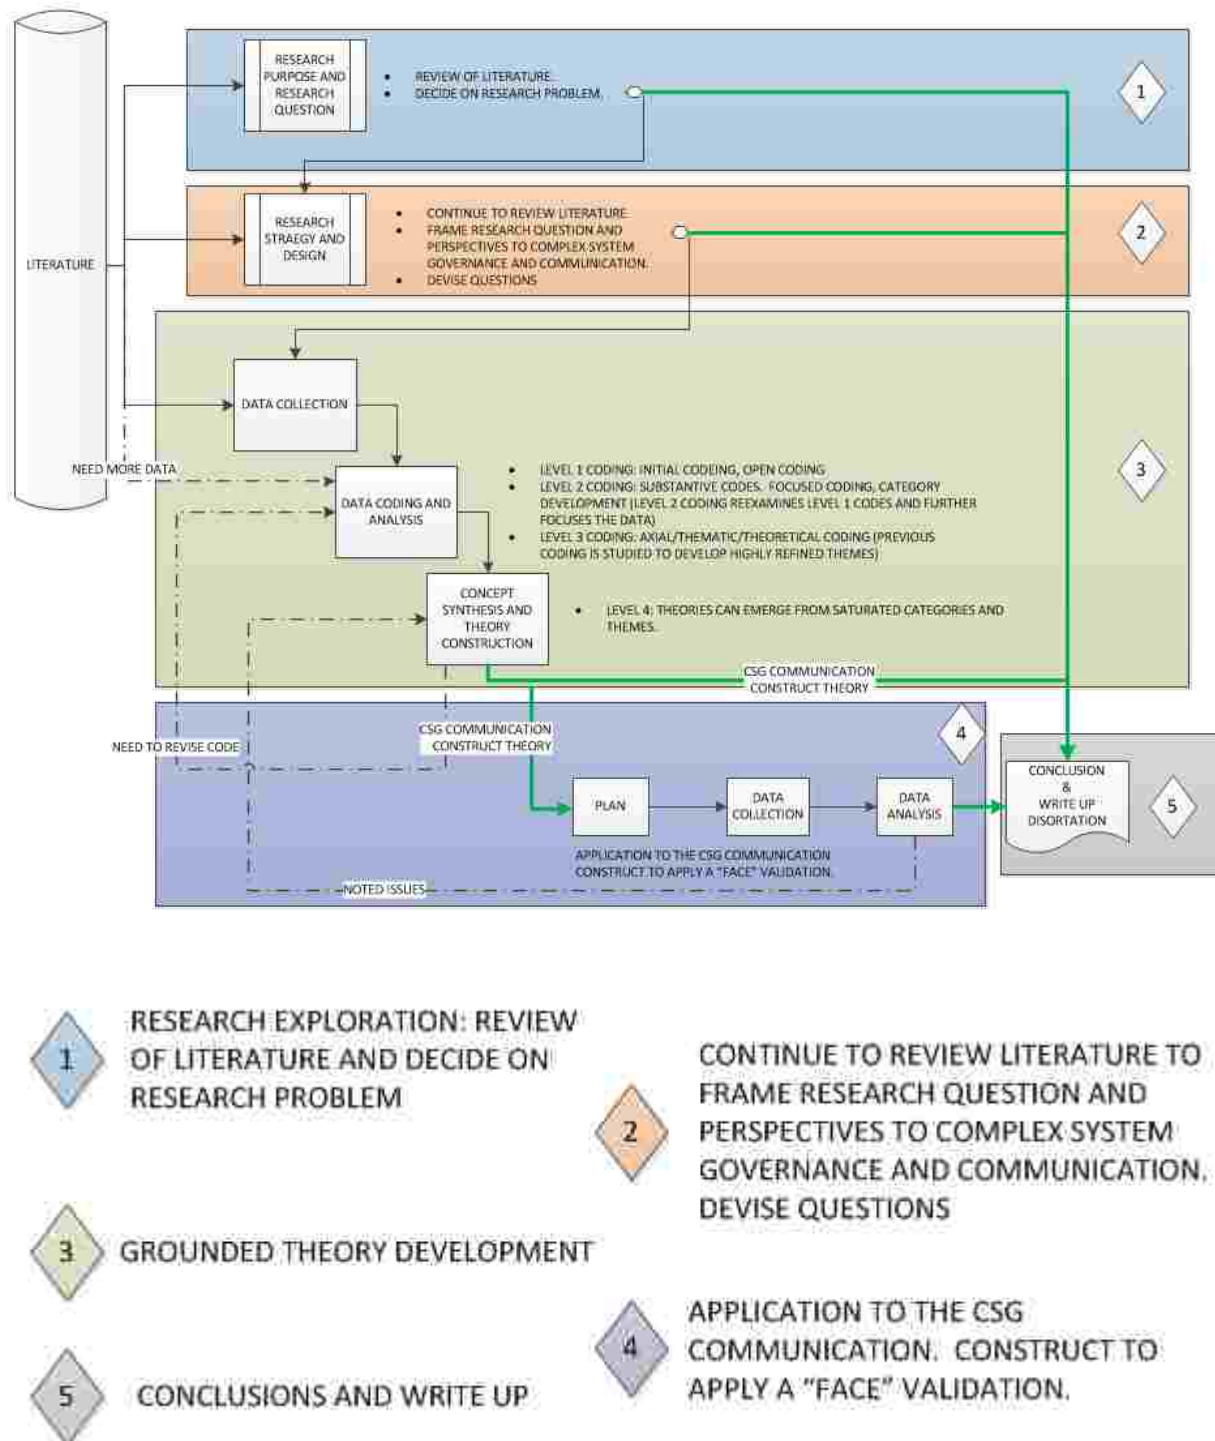 LITERATURE
RESEARCH
PURPOSE AND
RESEARCH
QUESTION
• REVIEW OF LITERATURE.
• DECIDE ON RESEARCH PROBLEM.
1
RESEARCH
STRAEGY AND
DESIGN
• CONTINUE TO REVIEW LITERATURE
• FRAME RESEARCH QUESTION AND
PERSPECTIVES TO COMPLEX SYSTEM
GOVERNANCE AND COMMUNICATION.
• DEVISE QUESTIONS
2
DATA COLLECTION
NEED MORE DATA
DATA CODING AND
ANALYSIS
• LEVEL 1 CODING: INITIAL CODEING, OPEN CODING
• LEVEL 2 CODING: SUBSTANTIVE CODES. FOCUSED CODING, CATEGORY
DEVELOPMENT (LEVEL 2 CODING REEXAMINES LEVEL 1 CODES AND FURTHER
FOCUSES THE DATA)
• LEVEL 3 CODING: AXIAL/THEMATIC/THEORETICAL CODING (PREVIOUS
CODING IS STUDIED TO DEVELOP HIGHLY REFINED THEMES)
3
CONCEPT
SYNTHESIS AND
THEORY
CONSTRUCTION
• LEVEL 4: THEORIES CAN EMERGE FROM SATURATED CATEGORIES AND
THEMES.
CSG COMMUNICATION
CONSTRUCT THEORY
NEED TO REVISE CODE
CSG COMMUNICATION
CONSTRUCT THEORY
4
PLAN
DATA
COLLECTION
DATA
ANALYSIS
APPLICATION TO THE CSG COMMUNICATION
CONSTRUCT TO APPLY A "FACE" VALIDATION.
NOTED ISSUES
CONCLUSION
&
WRITE UP
DISORTATION
5
1
RESEARCH EXPLORATION: REVIEW
OF LITERATURE AND DECIDE ON
RESEARCH PROBLEM
2
CONTINUE TO REVIEW LITERATURE TO
FRAME RESEARCH QUESTION AND
PERSPECTIVES TO COMPLEX SYSTEM
GOVERNANCE AND COMMUNICATION.
DEVISE QUESTIONS
3
GROUNDED THEORY DEVELOPMENT
4
APPLICATION TO THE CSG
COMMUNICATION. CONSTRUCT TO
APPLY A "FACE" VALIDATION.
5
CONCLUSIONS AND WRITE UP